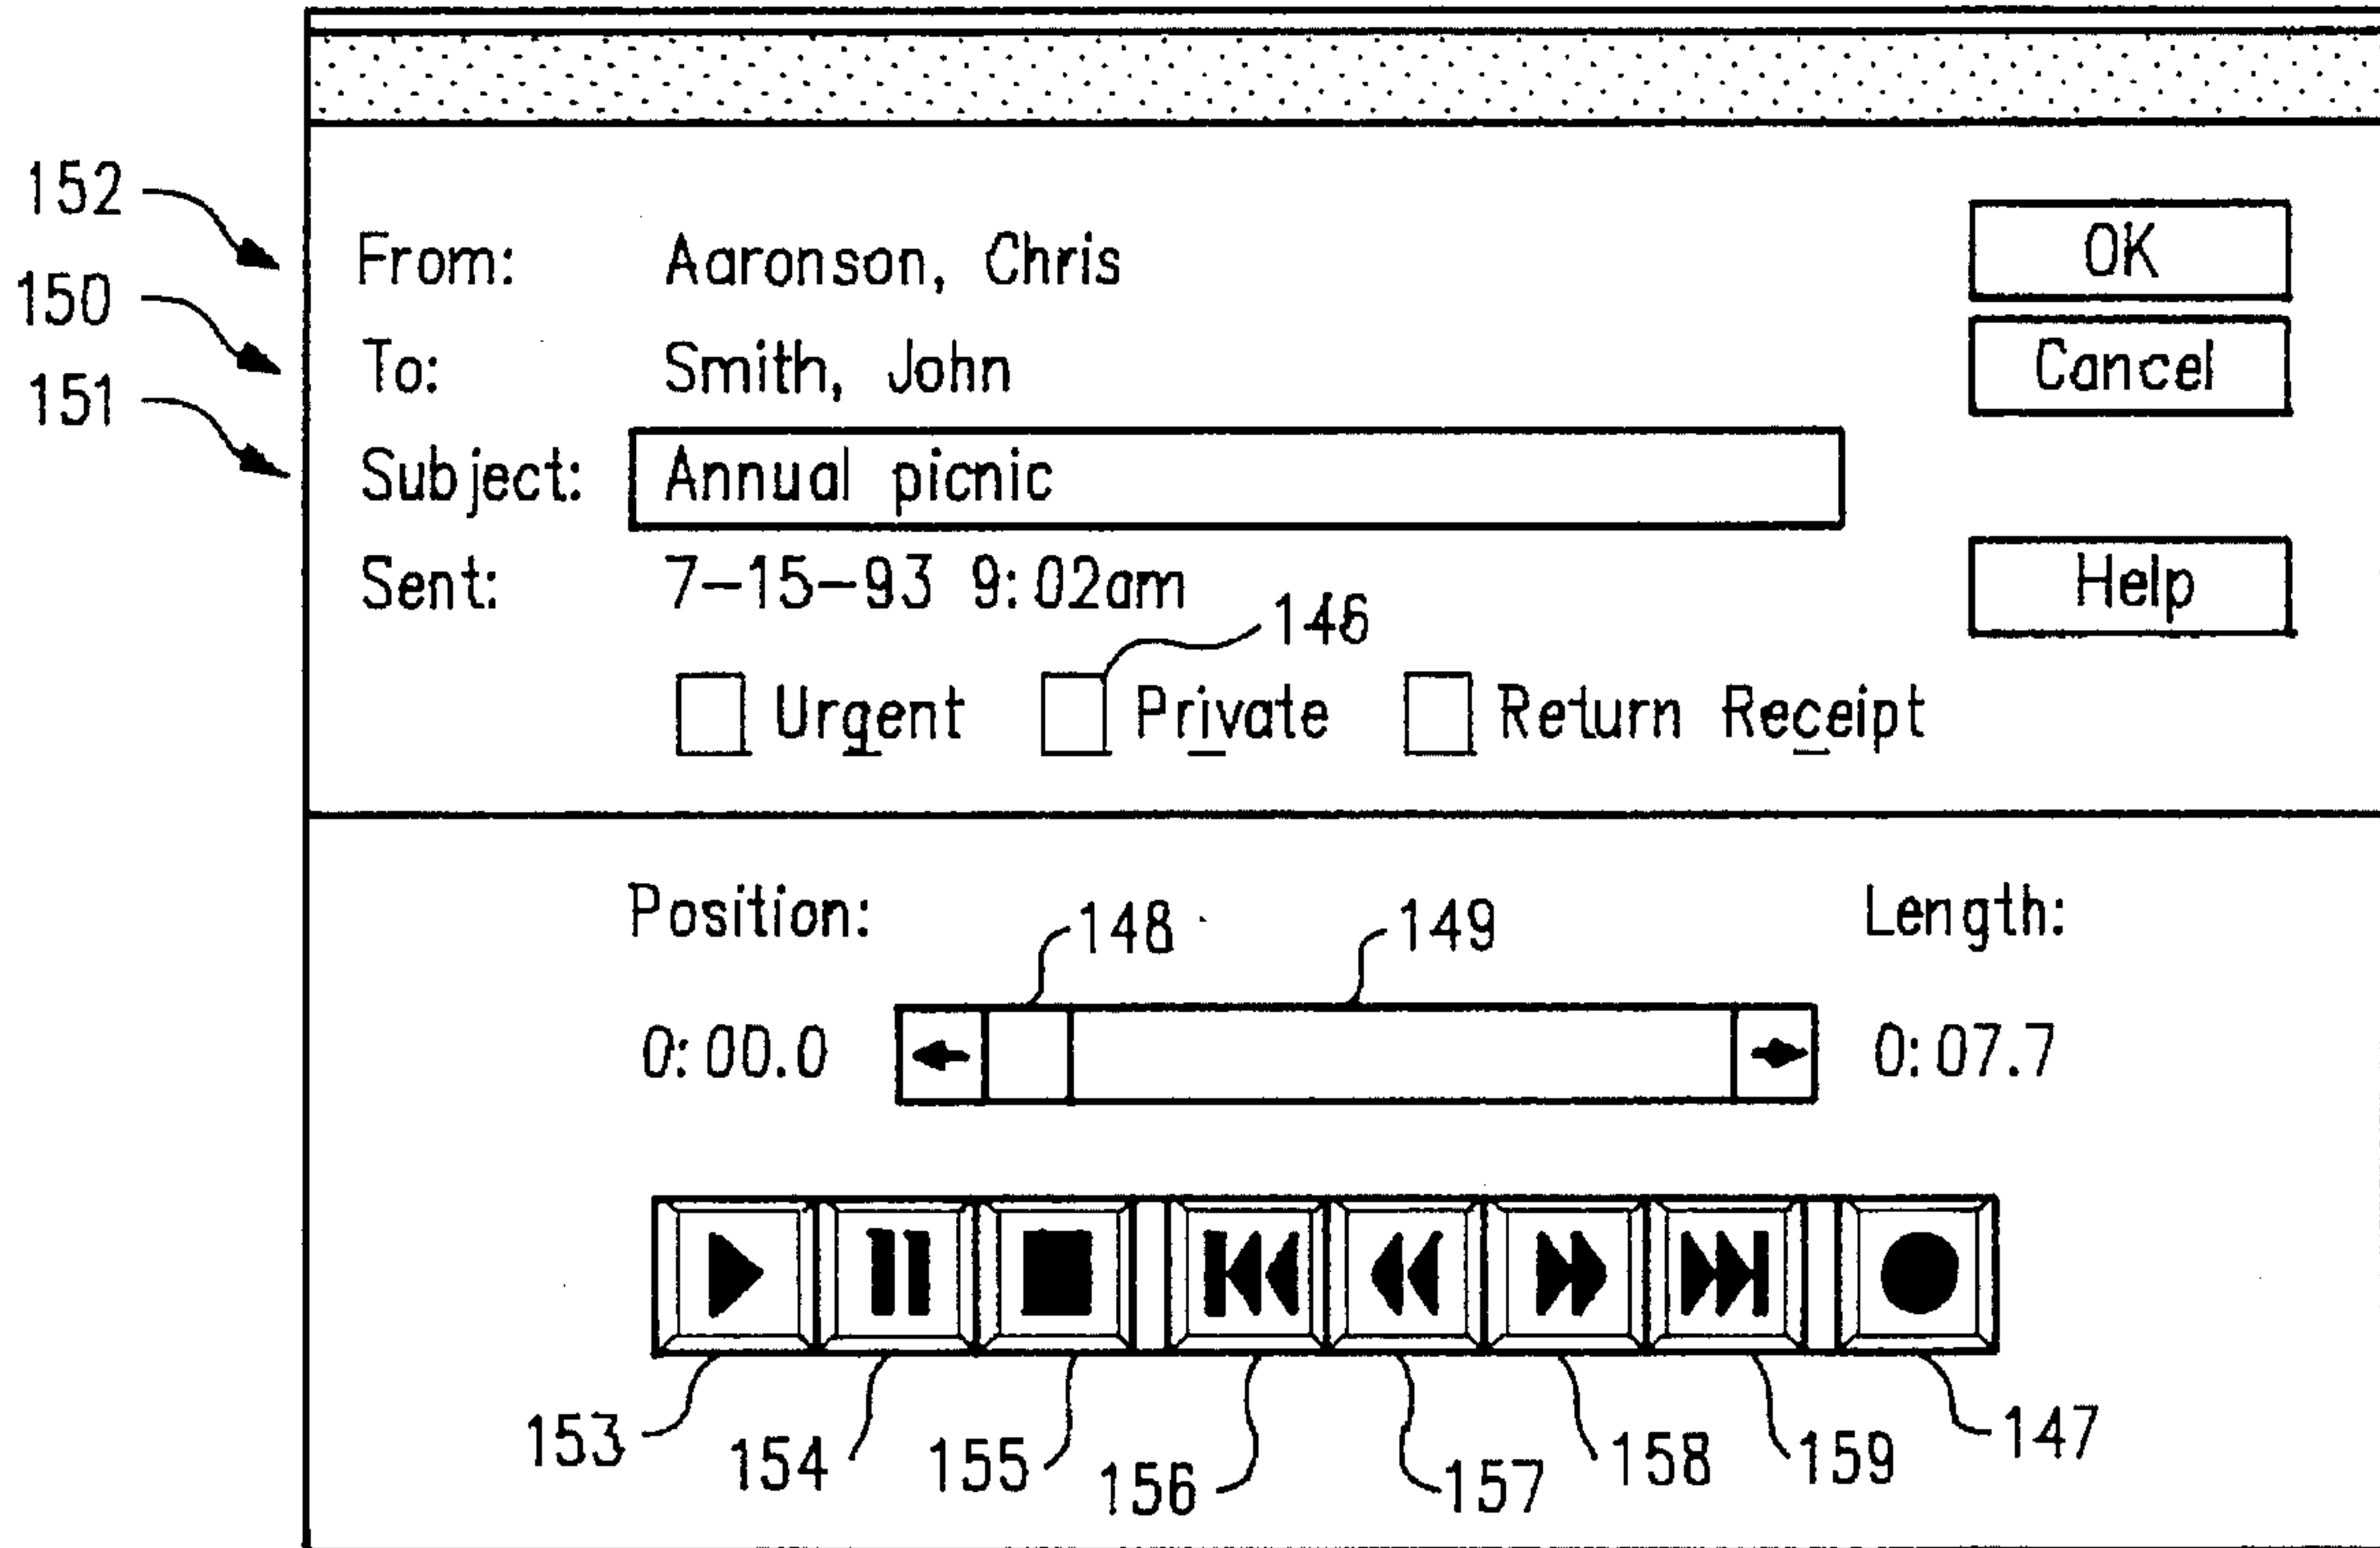 152
From: Aaronson, Chris OK
150
To: Smith, John Cancel
151
Subject: Annual picnic
Sent: 7-15-93 9:02am Help
146
Urgent Private Return Receipt
Position: 148 149 Length:
0:00.0 0:07.7
153 154 155 156 157 158 159 147